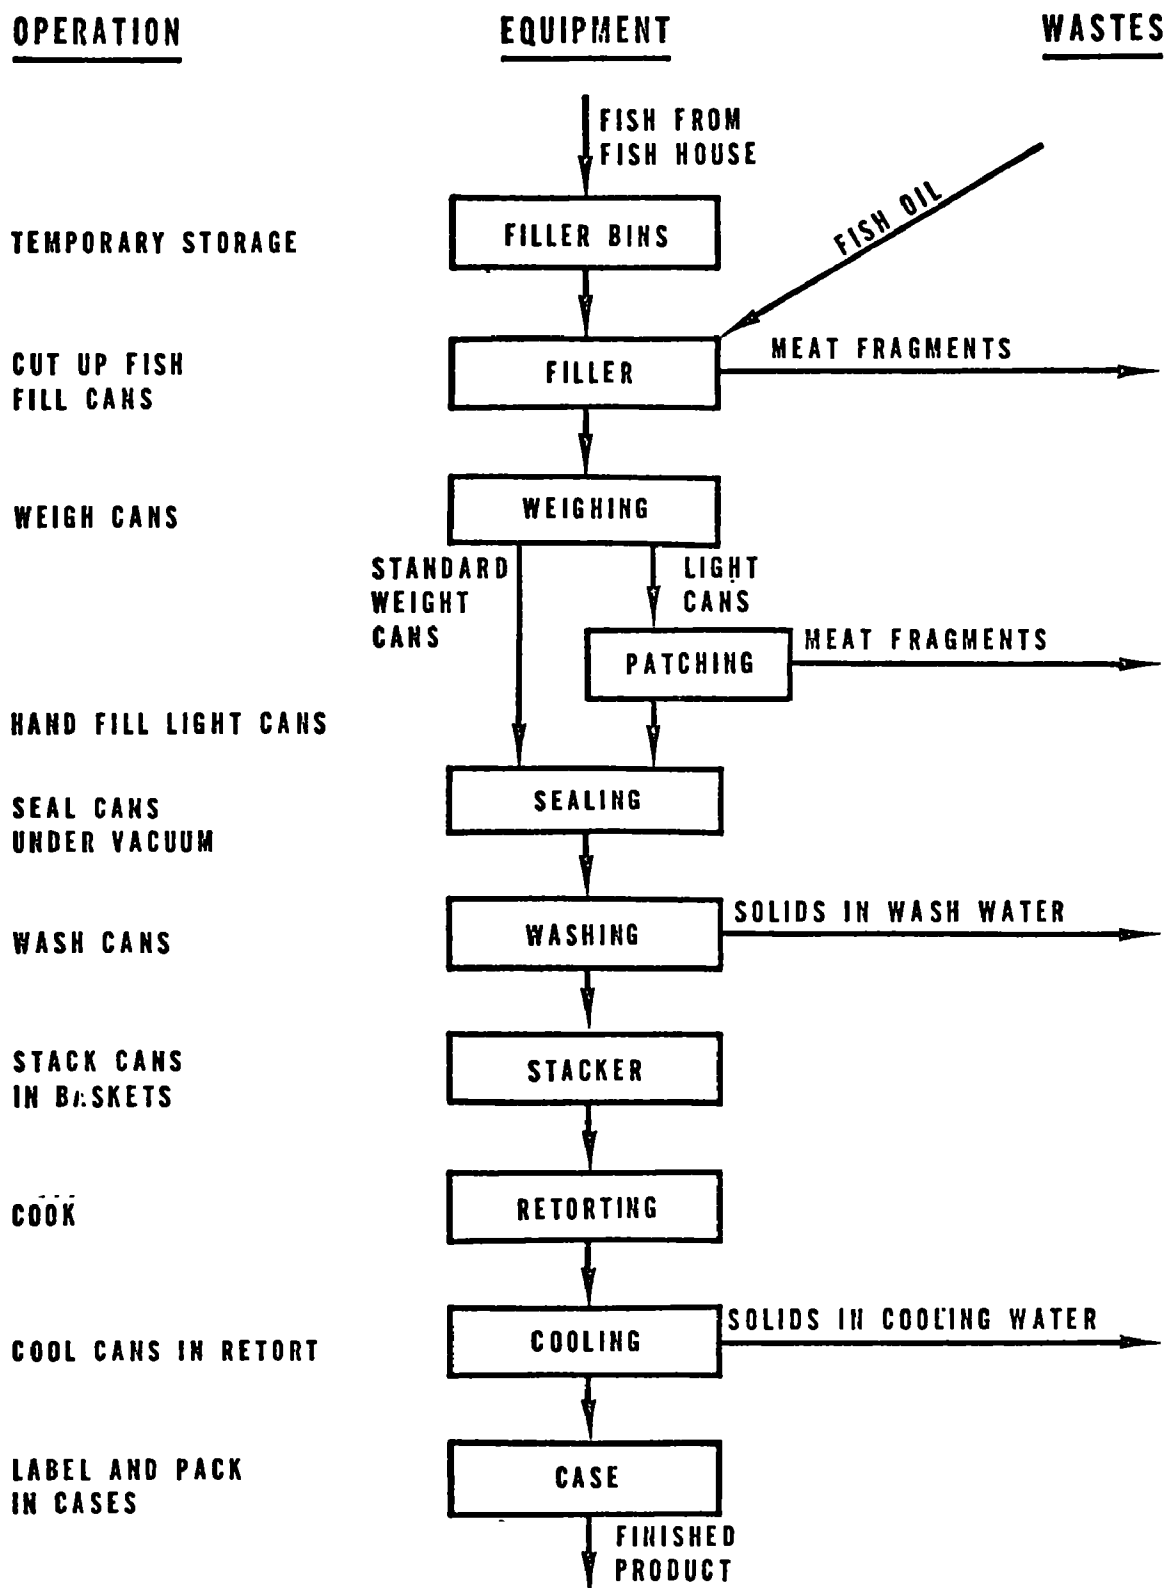 OPERATION
EQUIPMENT
WASTES
FISH FROM
FISH HOUSE
FISH OIL
TEMPORARY STORAGE
FILLER BINS
CUT UP FISH
FILL CANS
FILLER
MEAT FRAGMENTS
WEIGH CANS
WEIGHING
STANDARD
WEIGHT
CANS
LIGHT
CANS
PATCHING
MEAT FRAGMENTS
HAND FILL LIGHT CANS
SEAL CANS
UNDER VACUUM
SEALING
WASH CANS
WASHING
SOLIDS IN WASH WATER
STACK CANS
IN BASKETS
STACKER
COOK
RETORTING
COOL CANS IN RETORT
COOLING
SOLIDS IN COOLING WATER
LABEL AND PACK
IN CASES
CASE
FINISHED
PRODUCT